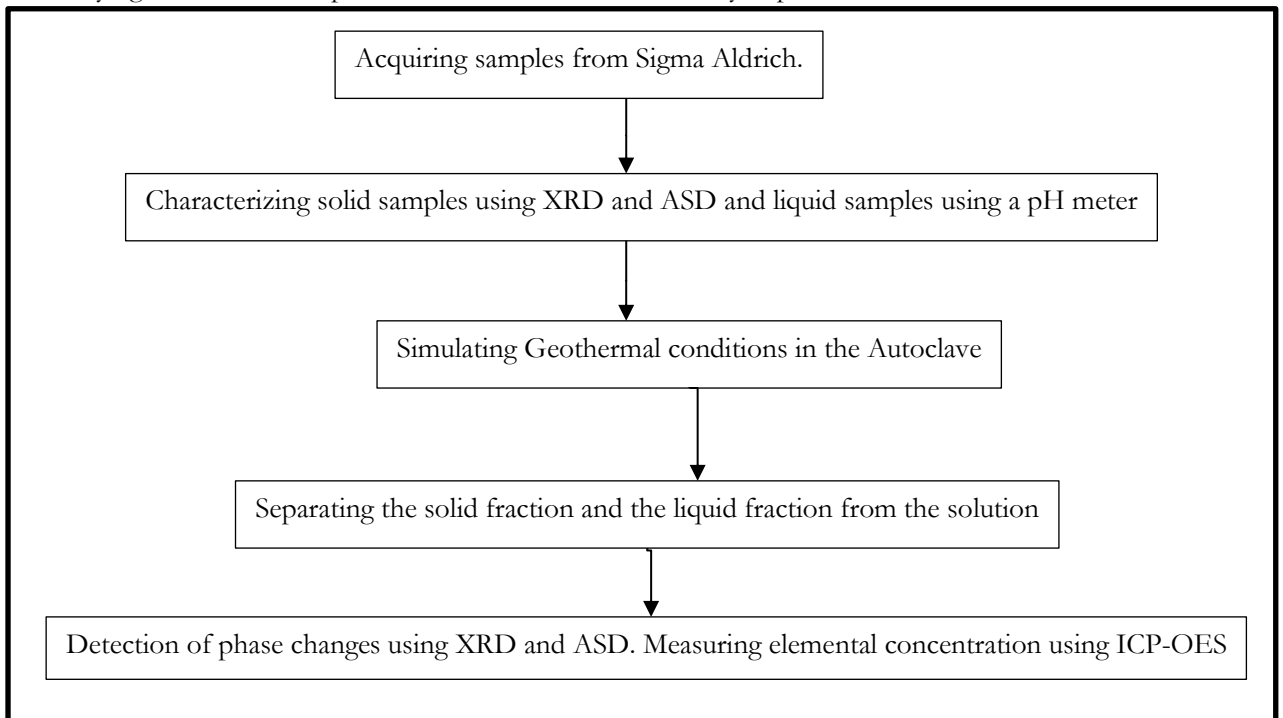 Acquiring samples from Sigma Aldrich.
Characterizing solid samples using XRD and ASD and liquid samples using a pH meter
Simulating Geothermal conditions in the Autoclave
Separating the solid fraction and the liquid fraction from the solution
Detection of phase changes using XRD and ASD. Measuring elemental concentration using ICP-OES